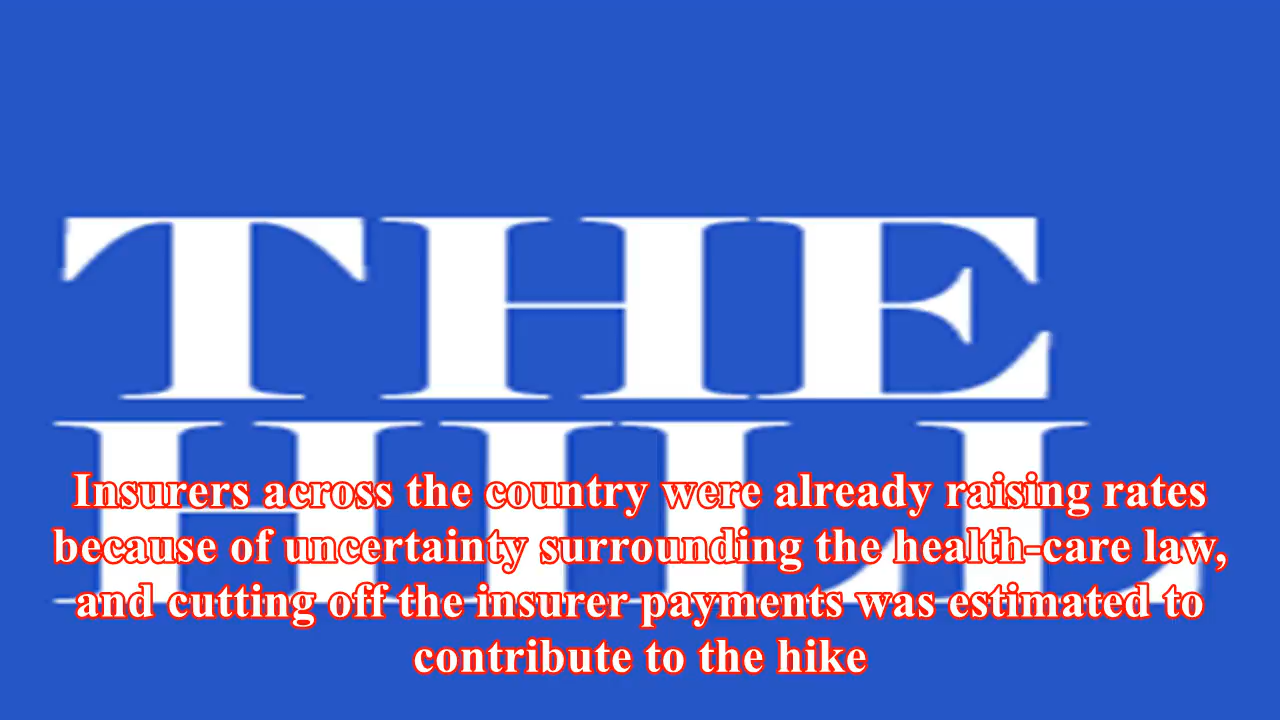 THE
HILL
Insurers across the country were already raising rates
because of uncertainty surrounding the health-care law,
and cutting off the insurer payments was estimated to
contribute to the hike